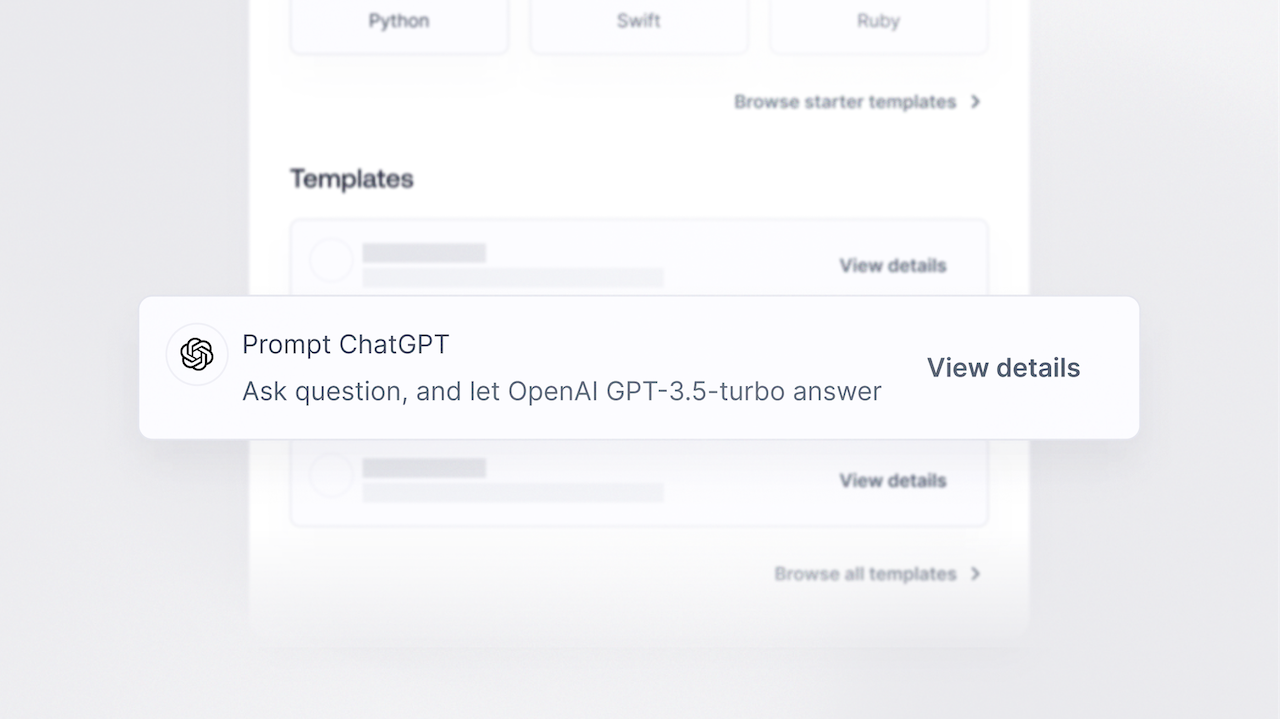 Python
Swift
Ruby
Browse starter templates
Templates
View details
Prompt ChatGPT
Ask question, and let OpenAI GPT-3.5-turbo answer
View details
View details
Browse all templates